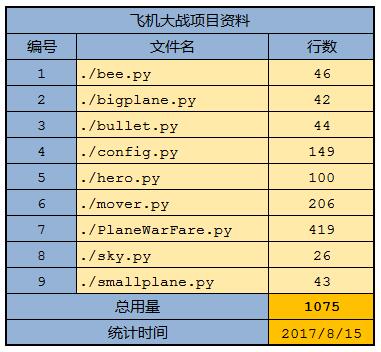 飞机大战项目资料
编号 文件名 行数
1 ./bee.py 46
2 ./bigplane.py 42
3 ./bullet.py 44
4 ./config.py 149
5 ./hero.py 100
6 ./mover.py 206
7 ./PlaneWarFare.py 419
8 ./sky.py 26
9 ./smallplane.py 43
总用量 1075
统计时间 2017/8/15